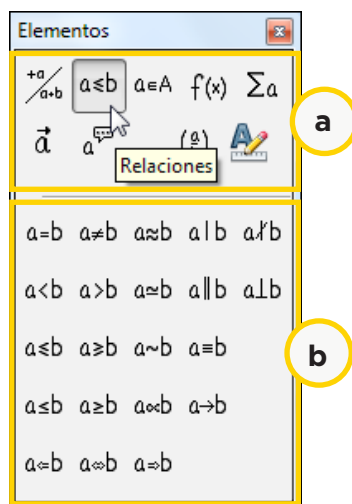 Elementos
+a/a+b a≤b a∈A f(x) Σa
a⃗ a (a
Relaciones
a
a=b a≠b a≈b a∣b a∤b
a<b a>b a≃b a∥b a⊥b
a⩽b a⩾b a~b a≡b
b
a≤b a≥b a∝b a→b
a⇐b a⇔b a⇒b